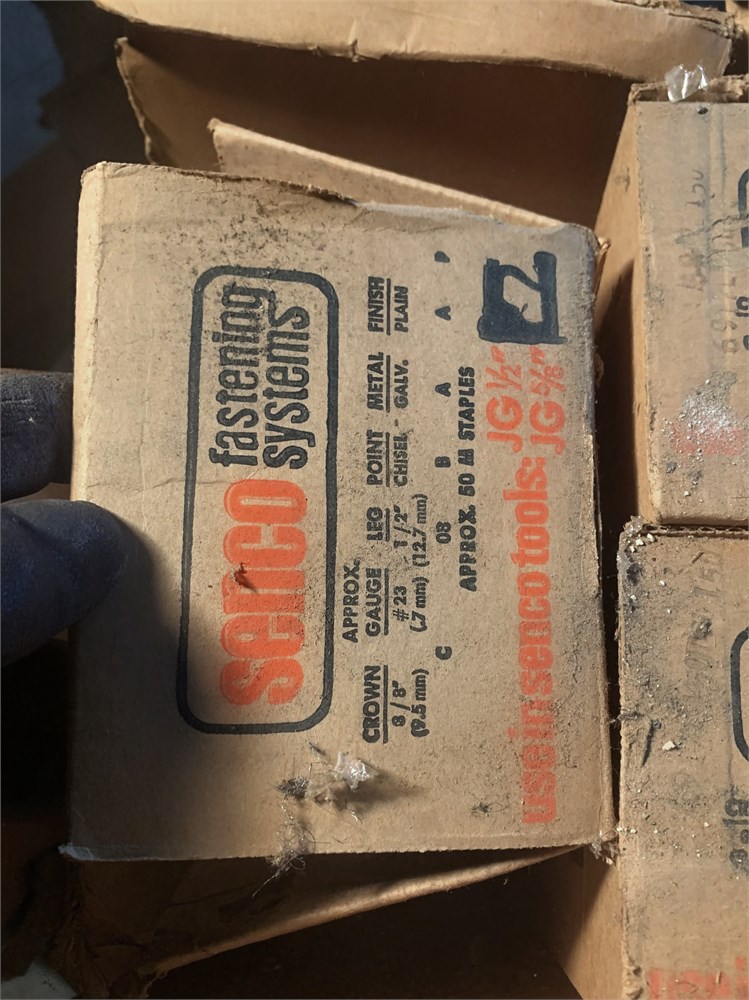 senco fastening systems
CROWN APPROX. GAUGE LEG POINT METAL FINISH
3/8" #23 1/2" CHISEL - GALV. PLAIN
(9.5 mm) (.7 mm) (12.7 mm)
C 08 B A A P
APPROX. 50 M STAPLES
use in senco tools: JG 1/2"
JG 5/8"